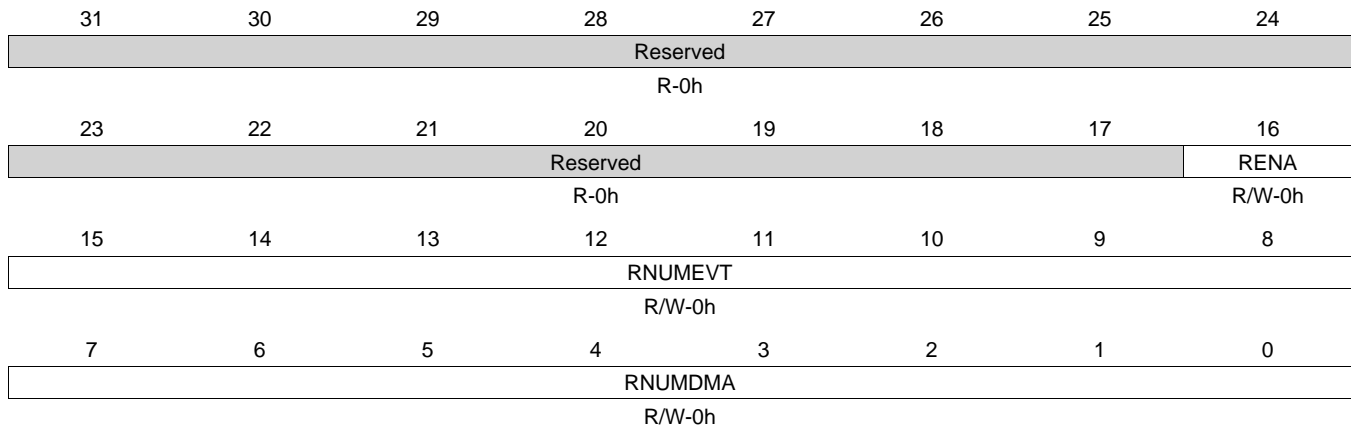 31 30 29 28 27 26 25 24
Reserved
R-0h
23 22 21 20 19 18 17 16
Reserved RENA
R-0h R/W-0h
15 14 13 12 11 10 9 8
RNUMEVT
R/W-0h
7 6 5 4 3 2 1 0
RNUMDMA
R/W-0h